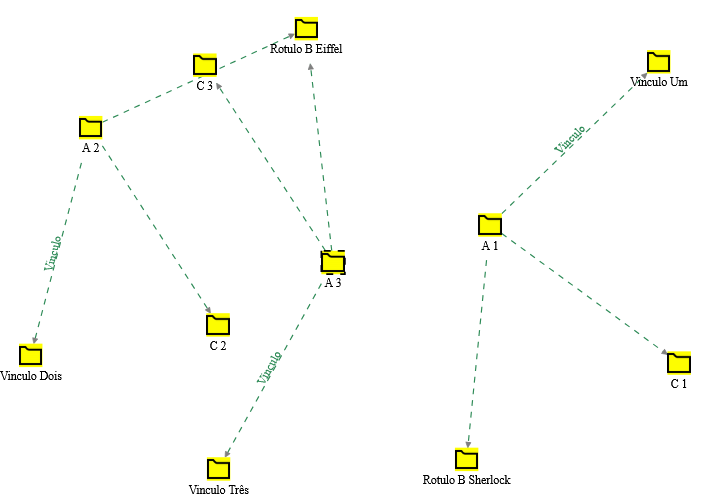 Rotulo B Eiffel
C 3
Vinculo Um
A 2
Vinculo
A 1
Vinculo
A 3
C 2
Vinculo
Vinculo Dois
C 1
Rotulo B Sherlock
Vinculo Três